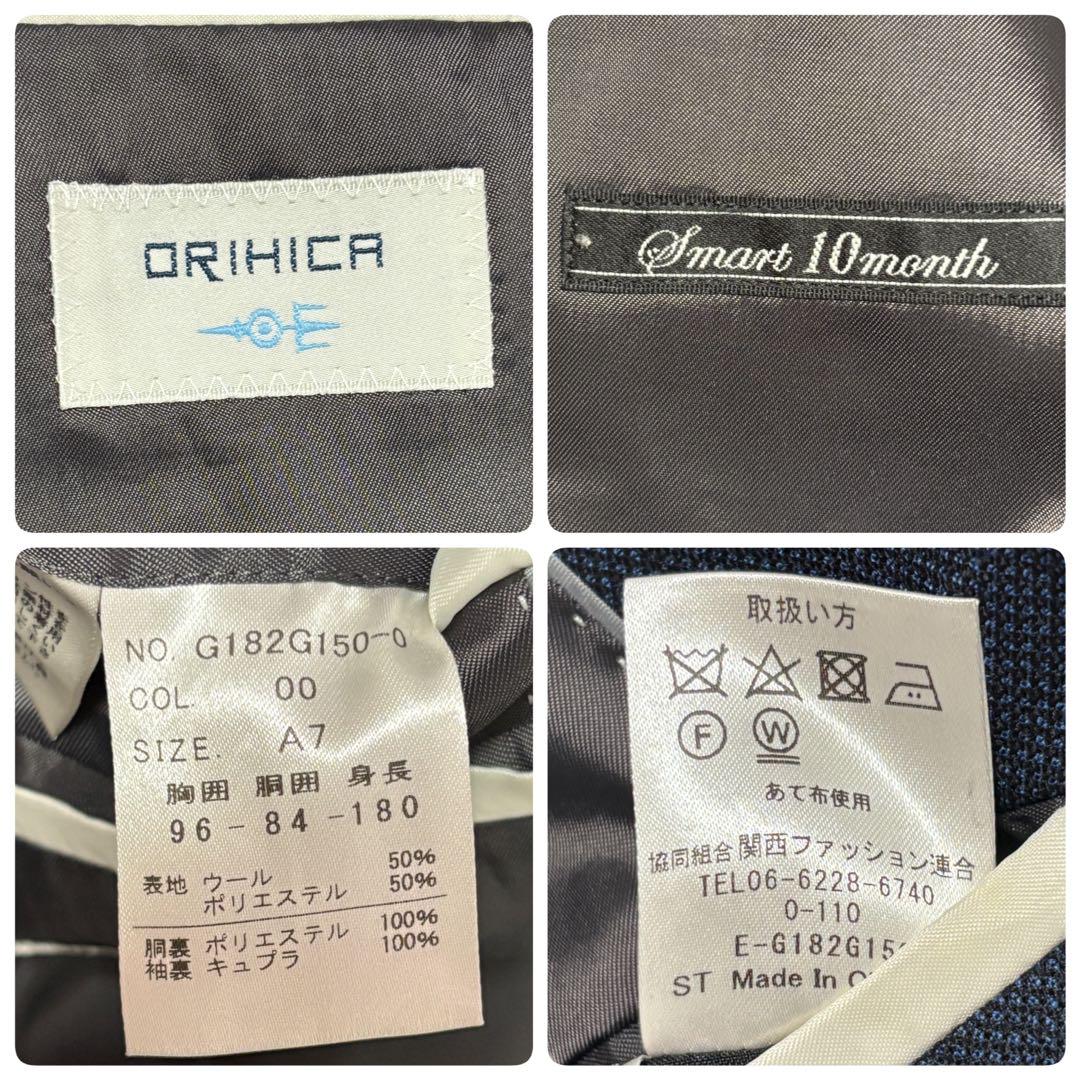 ORIHICA
Smart 10month
NO. G182G150-0
COL. 00
SIZE. A7
胸囲 胴囲 身長
96-84-180
表地 ウール 50%
ポリエステル 50%
胴裏 ポリエステル 100%
袖裏 キュプラ 100%
取扱い方
F W
あて布使用
協同組合 関西ファッション連合
TEL06-6228-6740
0-110
E-G182G15
ST Made In